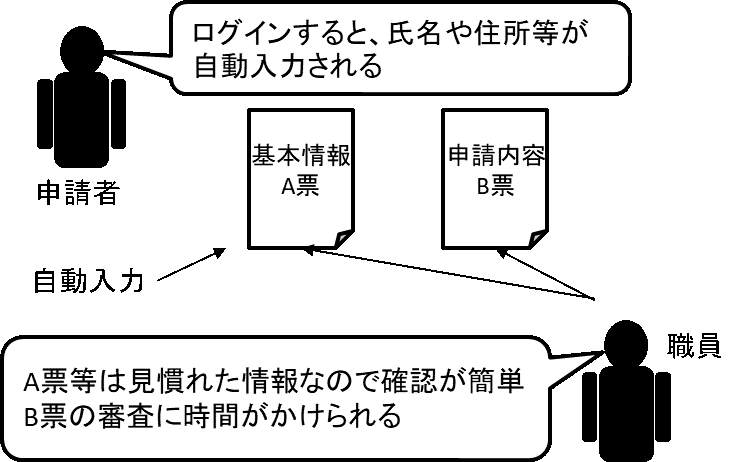 ログインすると、氏名や住所等が
自動入力される
申請者
基本情報
A票
申請内容
B票
自動入力
職員
A票等は見慣れた情報なので確認が簡単
B票の審査に時間がかけられる